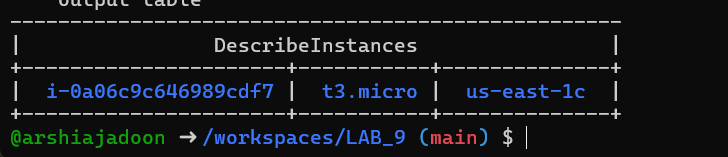 output table
---------------------------------------------------
|                 DescribeInstances                |
+----------------------+-----------+--------------+
|  i-0a06c9c646989cdf7 |  t3.micro |  us-east-1c  |
+----------------------+-----------+--------------+
@arshiajadoon ➜ /workspaces/LAB_9 (main) $